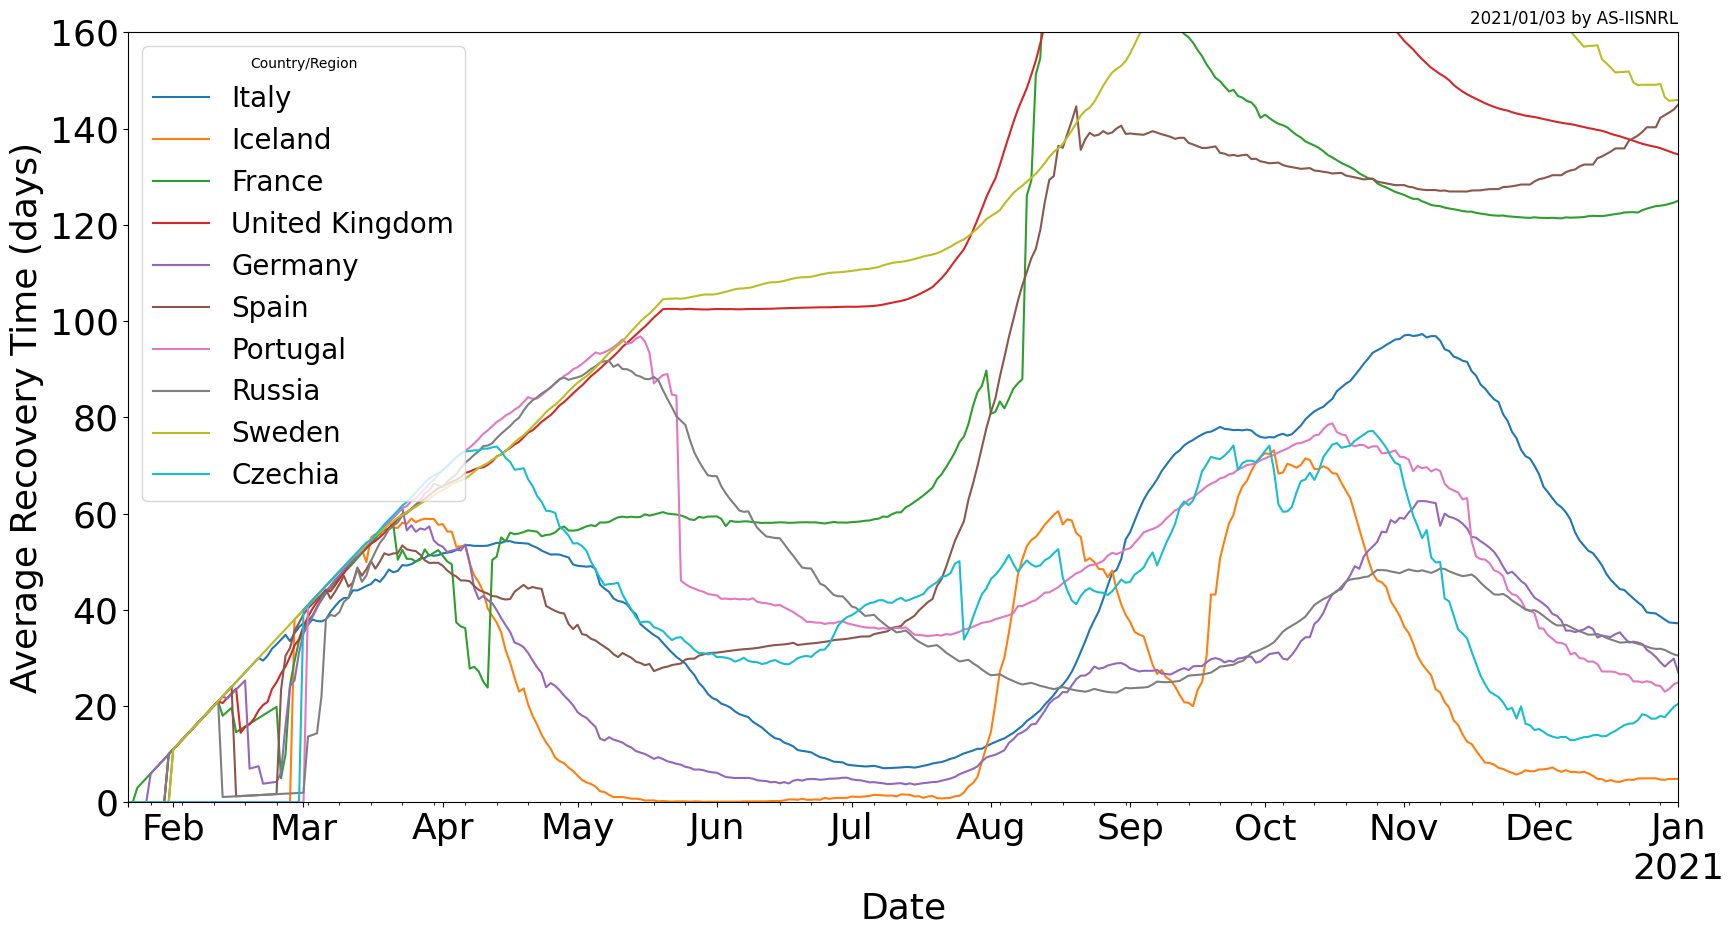 2021/01/03 by AS-IISNRL
160
140
120
100
80
60
40
20
0
Average Recovery Time (days)
Country/Region
Italy
Iceland
France
United Kingdom
Germany
Spain
Portugal
Russia
Sweden
Czechia
Feb Mar Apr May Jun Jul Aug Sep Oct Nov Dec Jan
2021
Date